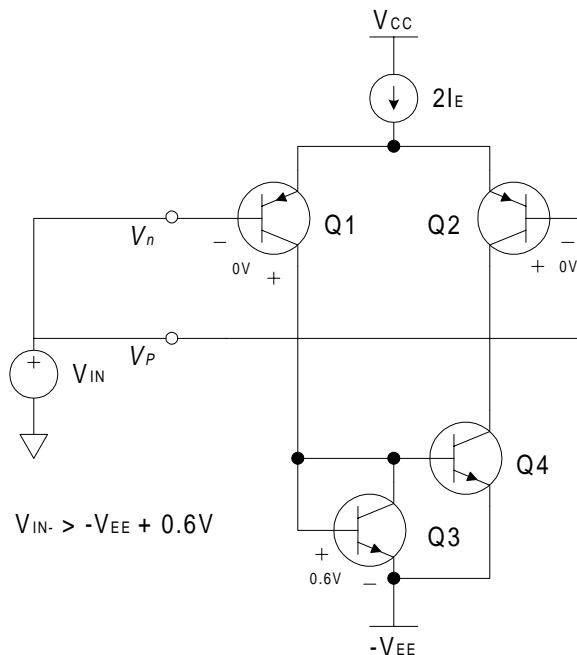 VCC
2IE
Vn
Q1
Q2
−
0V
+
−
+
0V
VP
+
VIN
Q4
VIN- > -VEE + 0.6V
Q3
+
0.6V
−
-VEE